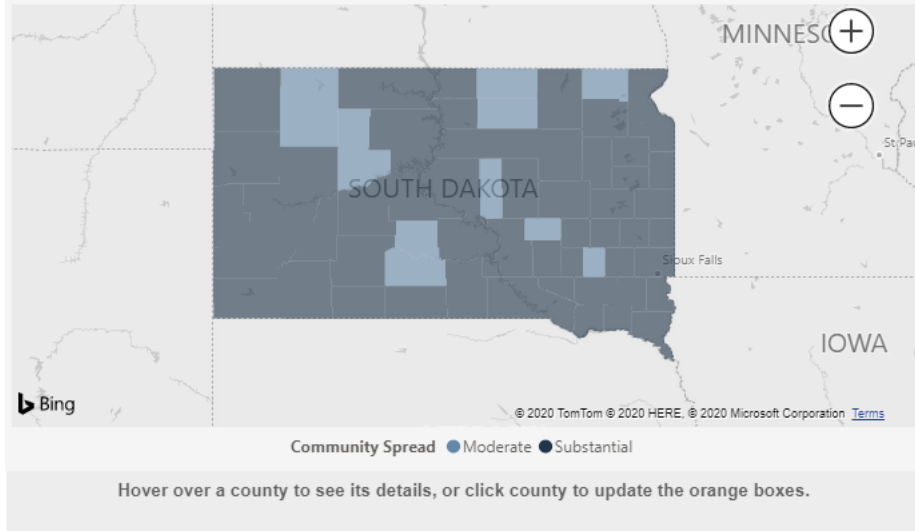 MINNESO
St Pau
SOUTH DAKOTA
Sioux Falls
IOWA
Bing
© 2020 TomTom © 2020 HERE, © 2020 Microsoft Corporation Terms
Community Spread Moderate Substantial
Hover over a county to see its details, or click county to update the orange boxes.